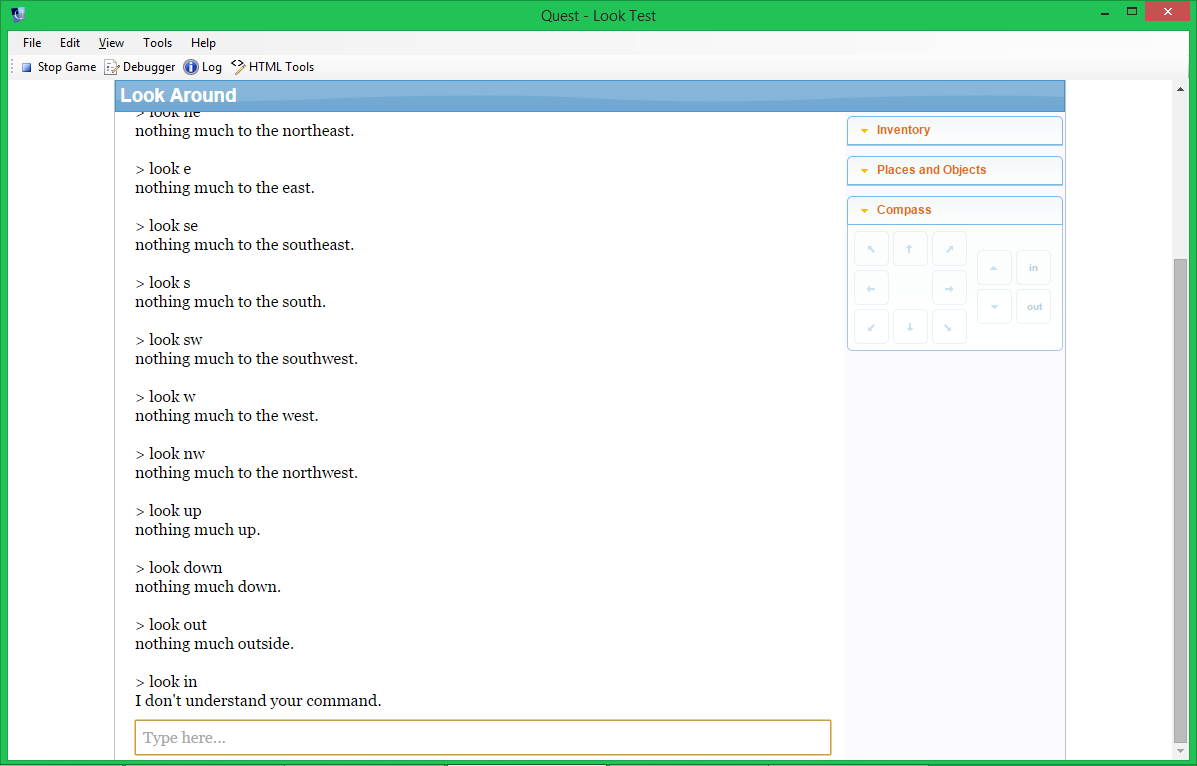 Quest - Look Test
File Edit View Tools Help
Stop Game Debugger Log HTML Tools
Look Around
> look ne
nothing much to the northeast.
> look e
nothing much to the east.
> look se
nothing much to the southeast.
> look s
nothing much to the south.
> look sw
nothing much to the southwest.
> look w
nothing much to the west.
> look nw
nothing much to the northwest.
> look up
nothing much up.
> look down
nothing much down.
> look out
nothing much outside.
> look in
I don't understand your command.
Type here...
Inventory
Places and Objects
Compass
in
out